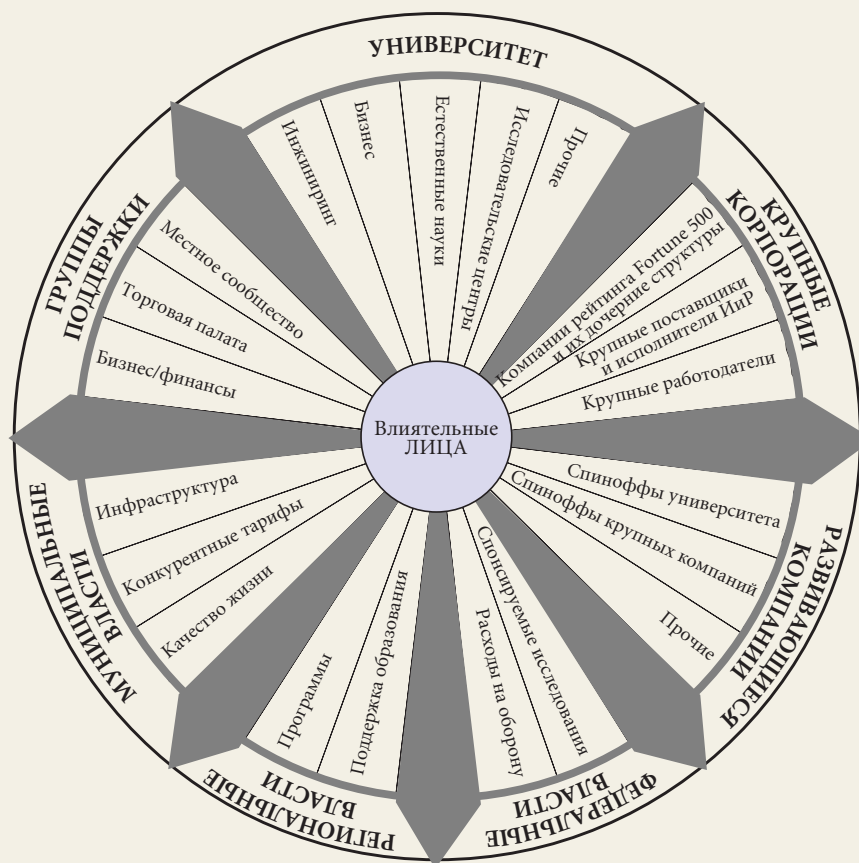 УНИВЕРСИТЕТ
Инжиниринг
Бизнес
Естественные науки
Исследовательские центры
Прочие
КРУПНЫЕ
КОРПОРАЦИИ
Компании рейтинга Fortune 500
и их дочерние структуры
Крупные поставщики
и исполнители ИиР
Крупные работодатели
РАЗВИВАЮЩИЕСЯ
КОМПАНИИ
Спиноффы университета
Спиноффы крупных компаний
Прочие
ФЕДЕРАЛЬНЫЕ
ВЛАСТИ
Спонсируемые исследования
Расходы на оборону
РЕГИОНАЛЬНЫЕ
ВЛАСТИ
Поддержка образования
Программы
МУНИЦИПАЛЬНЫЕ
ВЛАСТИ
Качество жизни
Конкурентные тарифы
Инфраструктура
ГРУППЫ
ПОДДЕРЖКИ
Бизнес/финансы
Торговая палата
Местное сообщество
Влиятельные
ЛИЦА